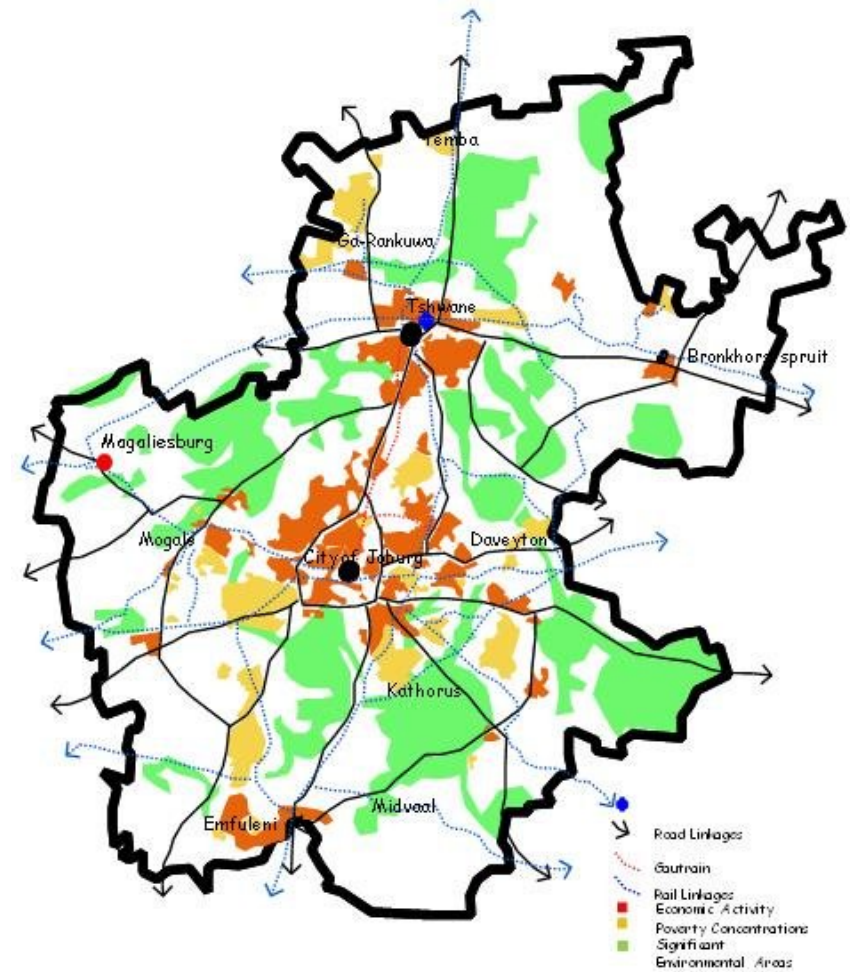 Temba
Ga-Rankuwa
Tshwane
Bronkhorstspruit
Magaliesburg
Mogale
Daveyton
City of Joburg
Kathorus
Midvaal
Emfuleni
Road Linkages
Gautrain
Rail Linkages
Economic Activity
Poverty Concentrations
Significant
Environmental Areas